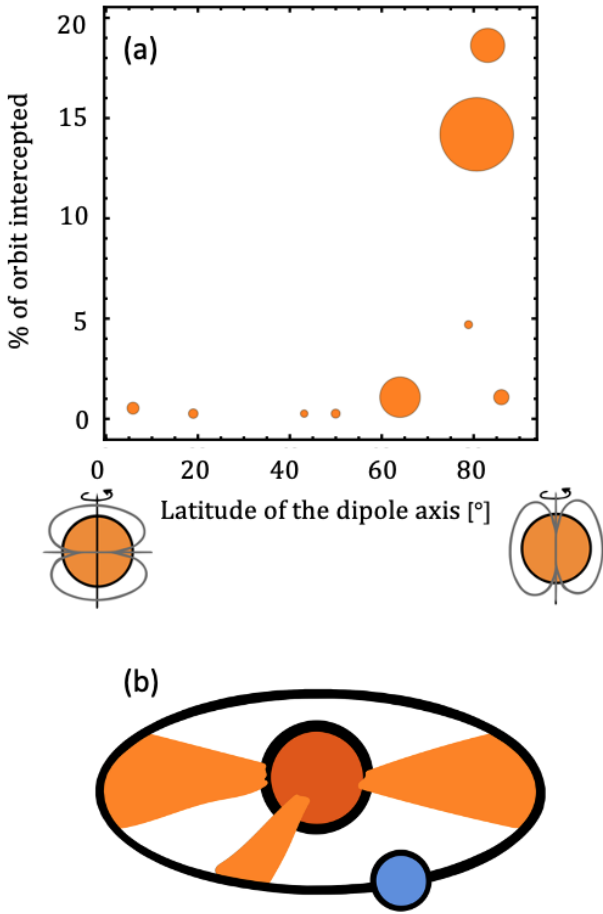 (a)
% of orbit intercepted
20
15
10
5
0
0 20 40 60 80
Latitude of the dipole axis [°]
(b)